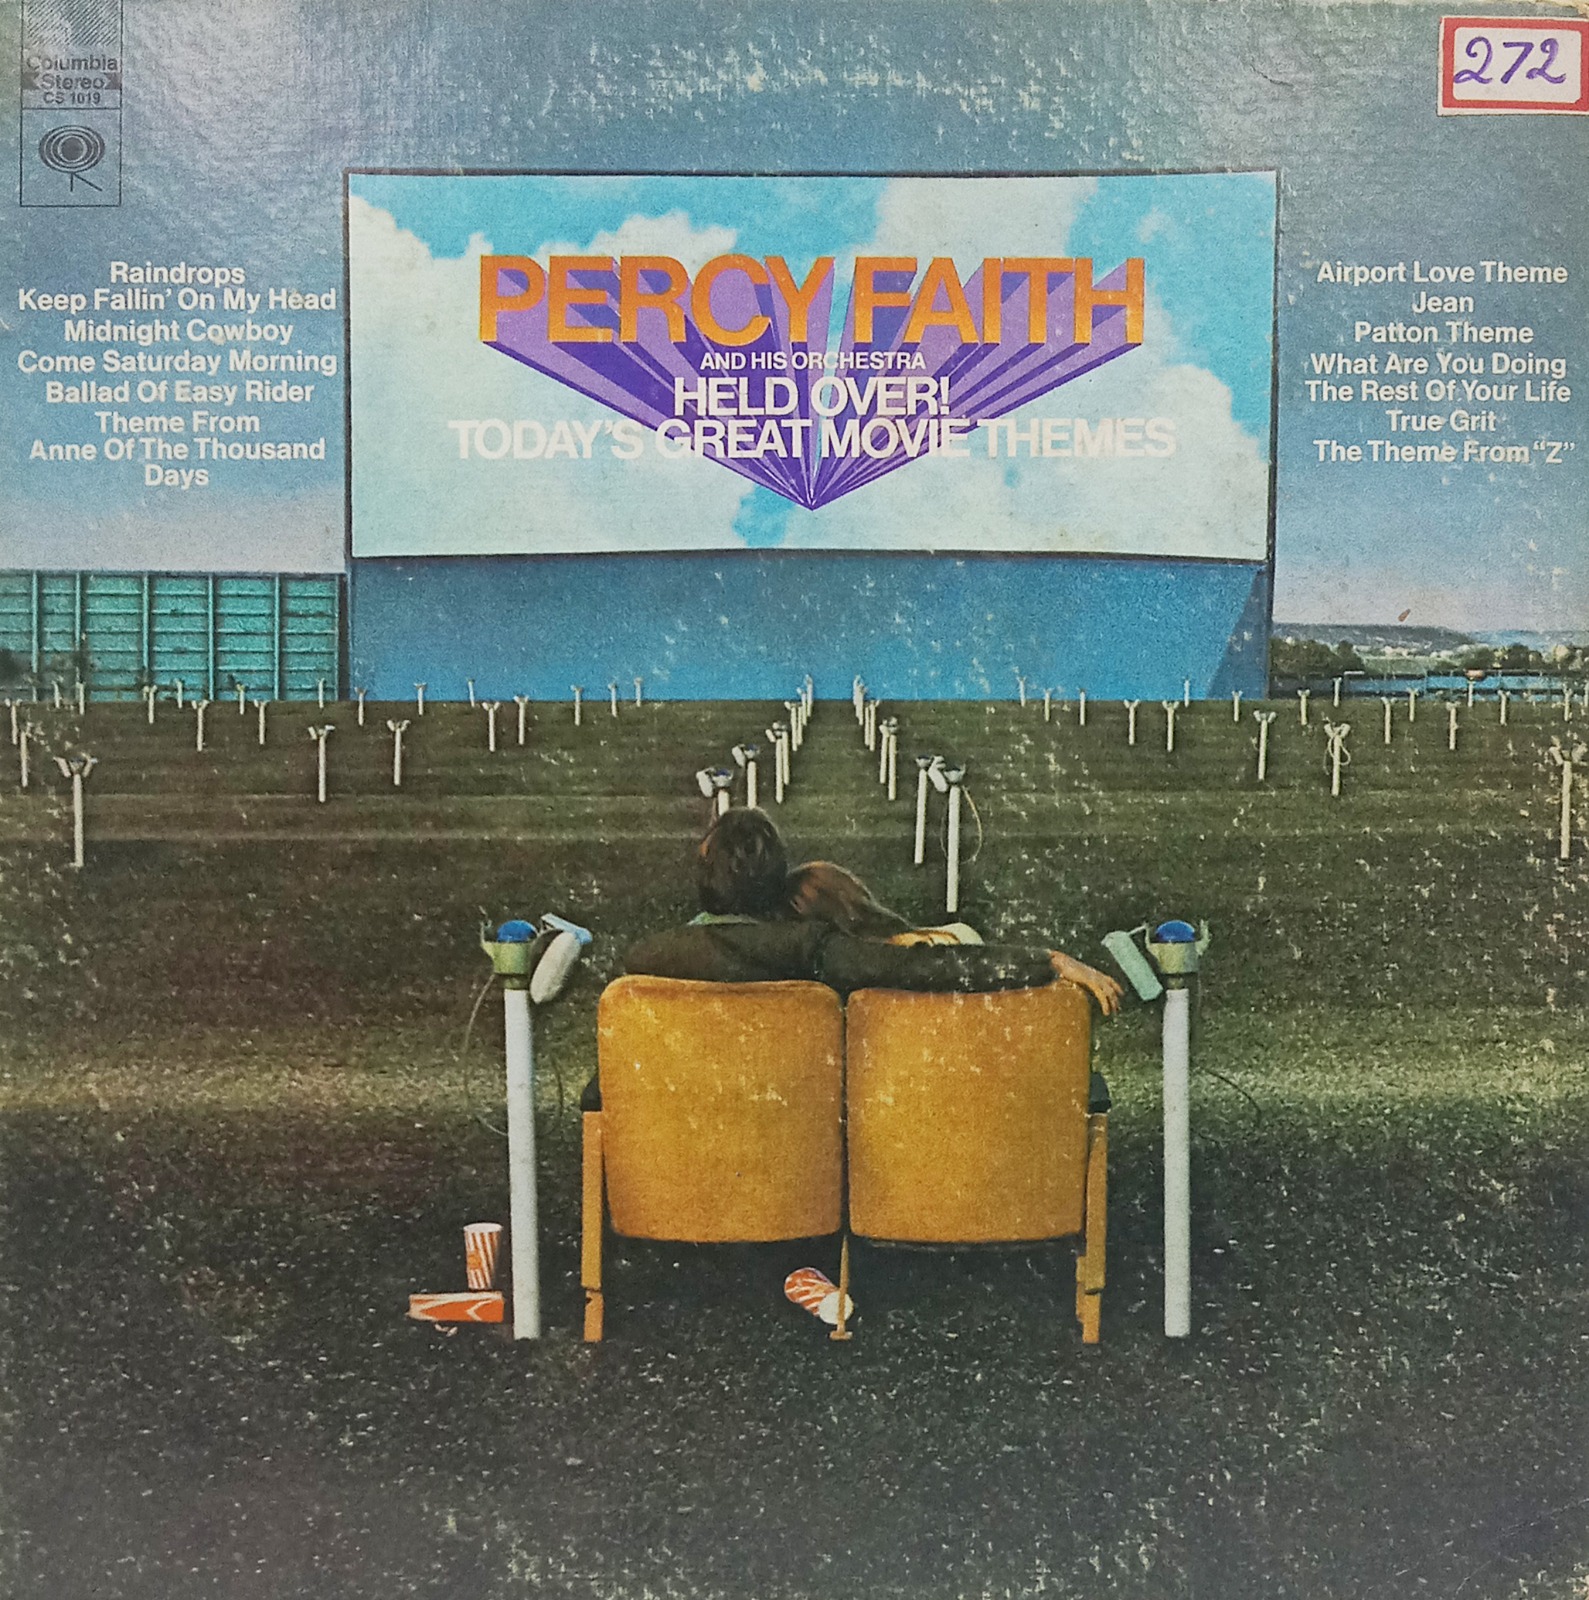 Columbia
Stereo
CS 1019
272
PERCY FAITH
AND HIS ORCHESTRA
HELD OVER!
TODAY'S GREAT MOVIE THEMES
Raindrops
Keep Fallin' On My Head
Midnight Cowboy
Come Saturday Morning
Ballad Of Easy Rider
Theme From
Anne Of The Thousand
Days
Airport Love Theme
Jean
Patton Theme
What Are You Doing
The Rest Of Your Life
True Grit
The Theme From "Z"